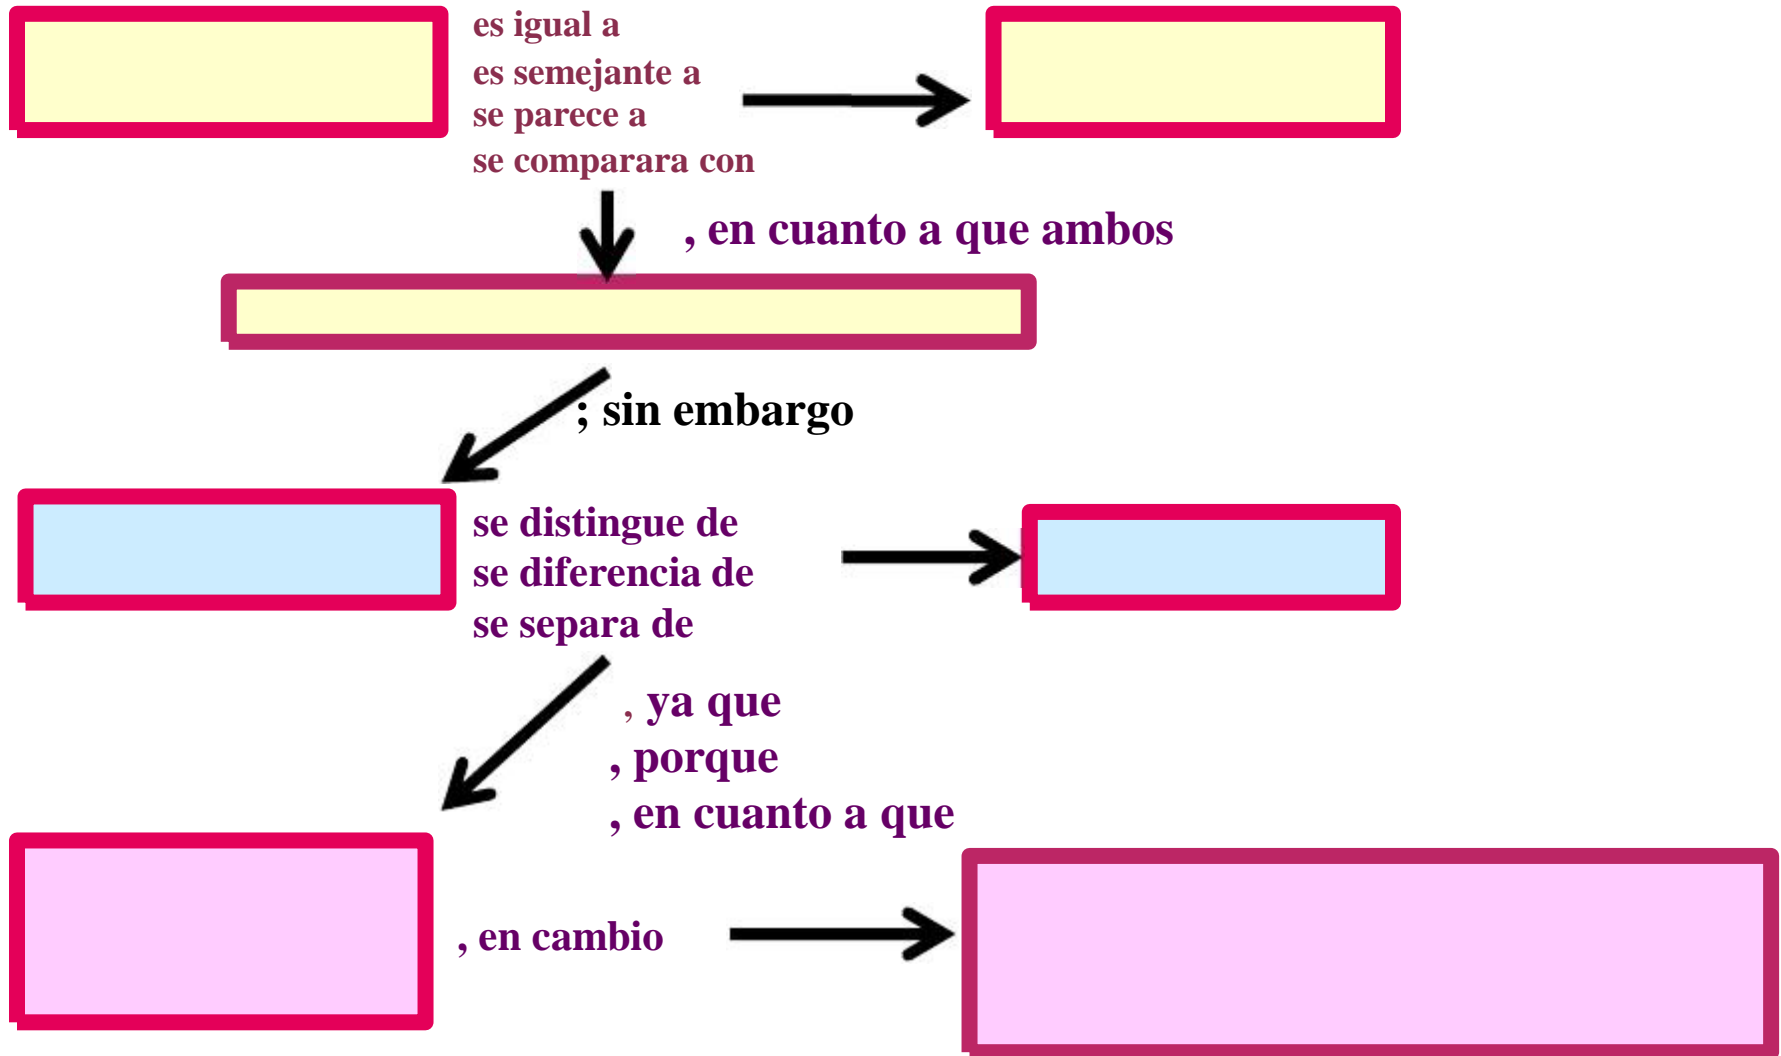 es igual a
es semejante a
se parece a
se comparara con
, en cuanto a que ambos
; sin embargo
se distingue de
se diferencia de
se separa de
, ya que
, porque
, en cuanto a que
, en cambio